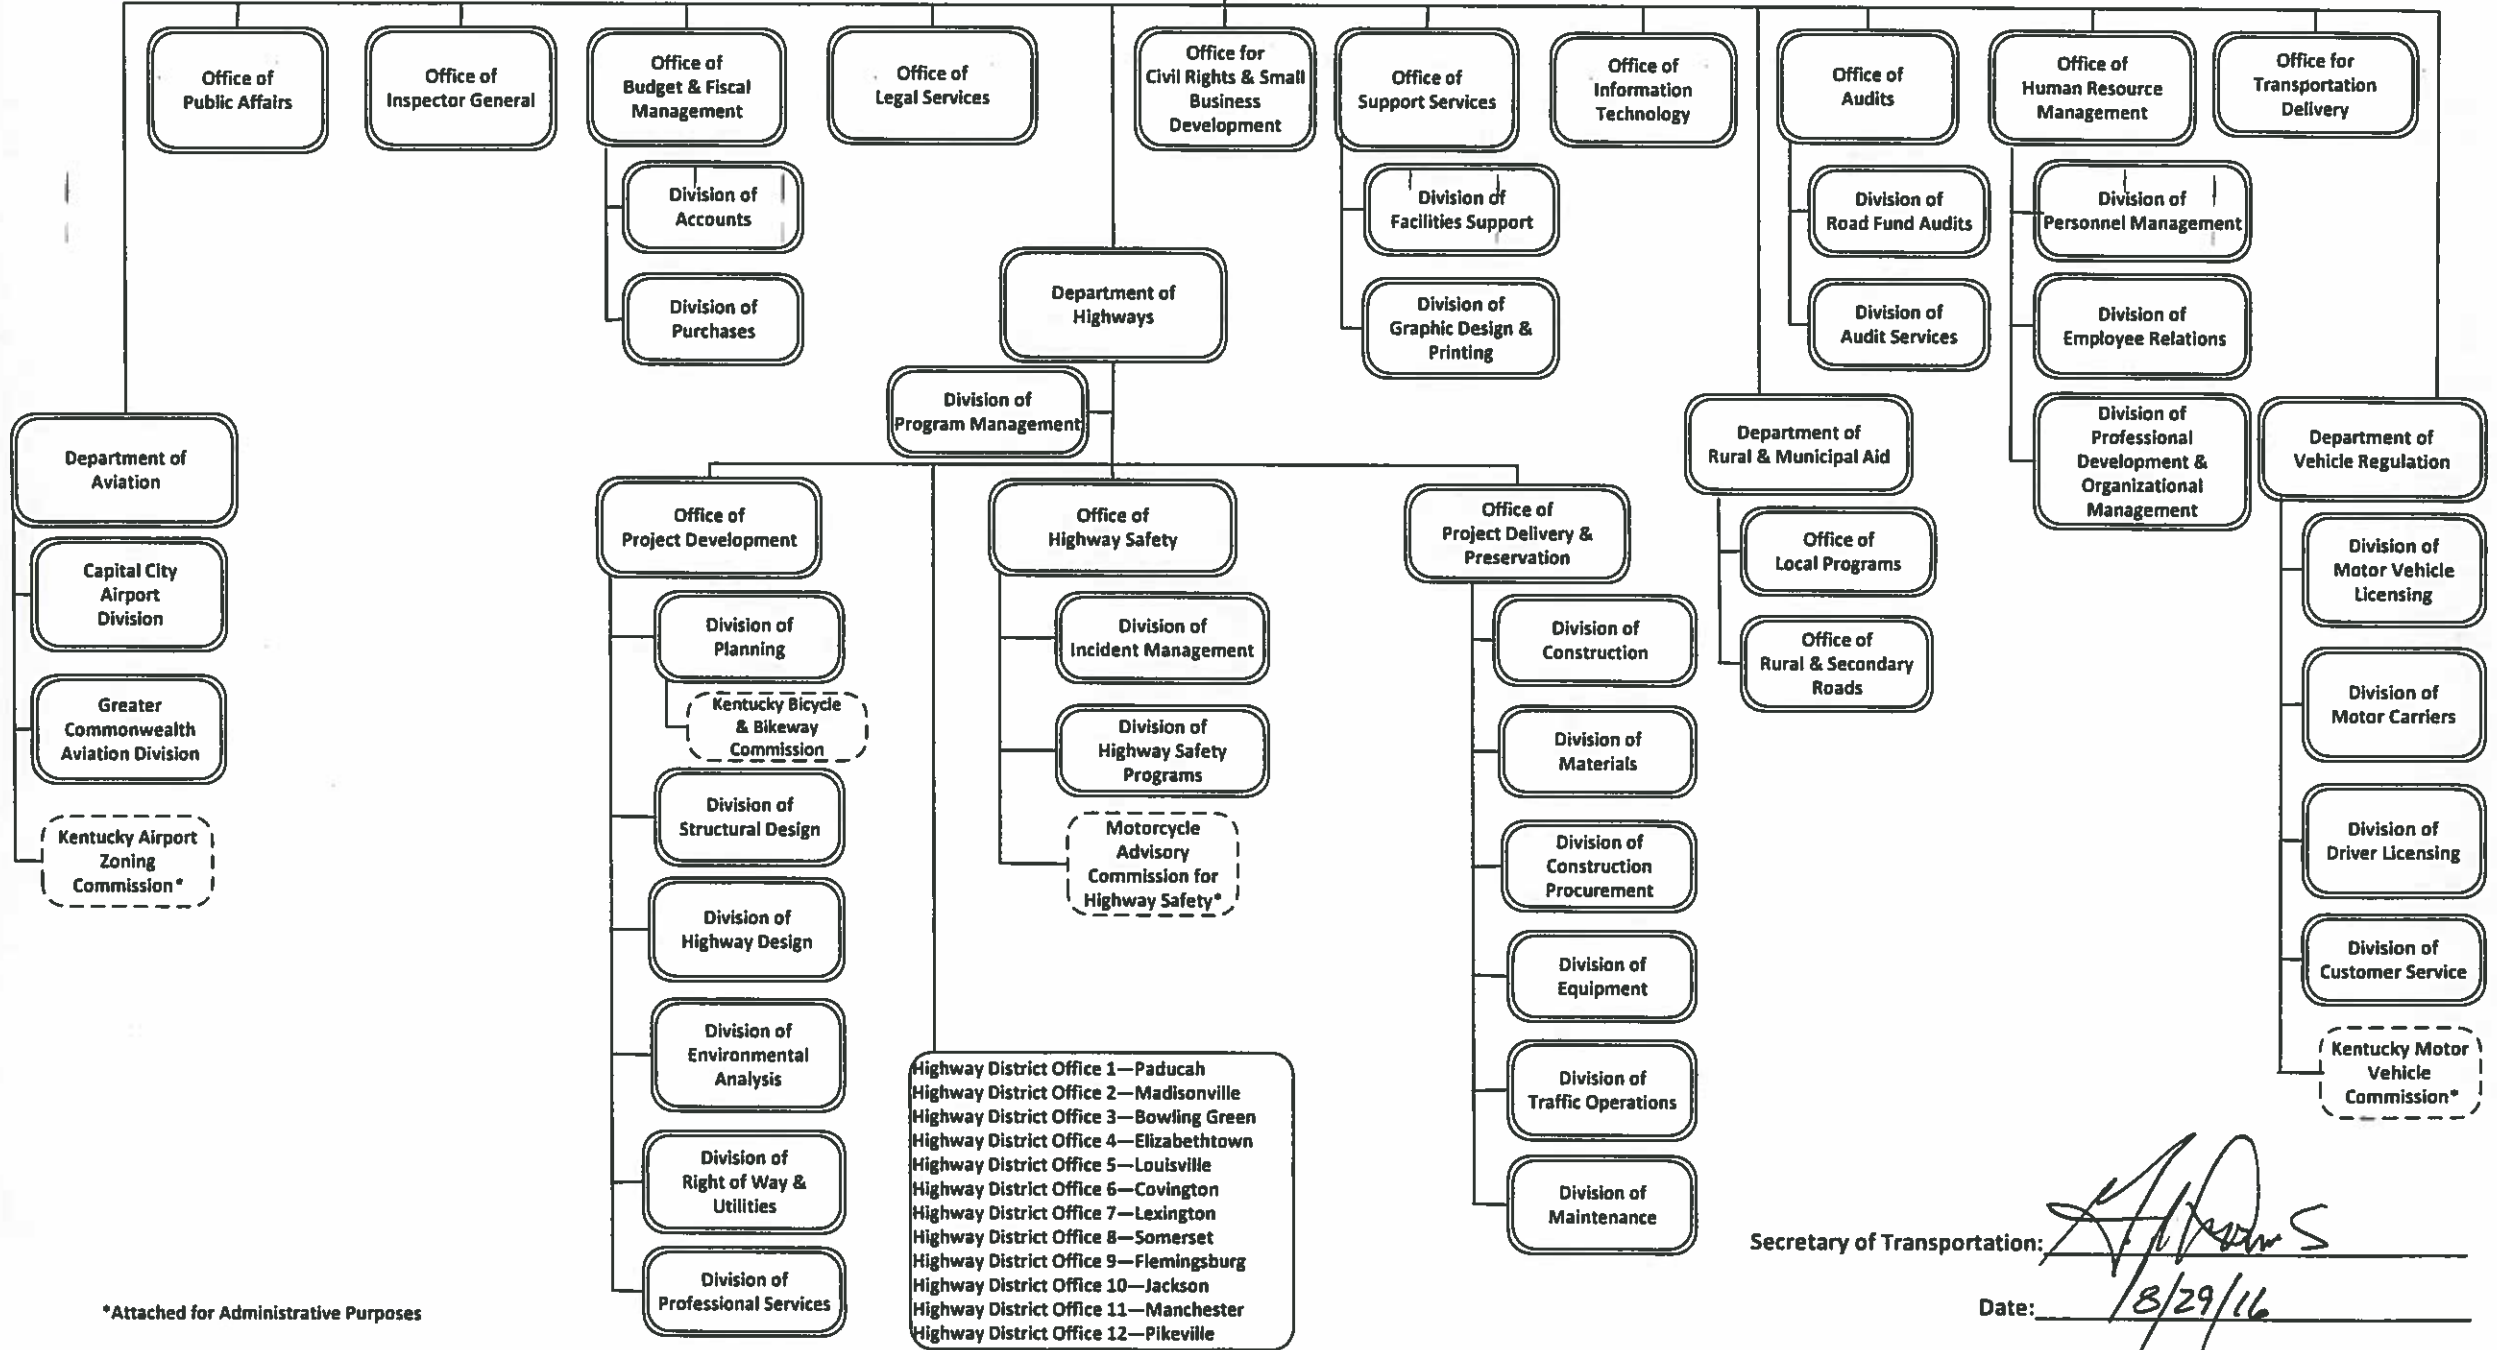 Office of
Public Affairs
Office of
Inspector General
Office of
Budget & Fiscal
Management
Office of
Legal Services
Office for
Civil Rights & Small
Business
Development
Office of
Support Services
Office of
Information
Technology
Office of
Audits
Office of
Human Resource
Management
Office for
Transportation
Delivery
Division of
Accounts
Division of
Purchases
Division of
Facilities Support
Division of
Graphic Design &
Printing
Division of
Road Fund Audits
Division of
Audit Services
Division of
Personnel Management
Division of
Employee Relations
Division of
Professional
Development &
Organizational
Management
Department of
Aviation
Capital City
Airport
Division
Greater
Commonwealth
Aviation Division
Kentucky Airport
Zoning
Commission*
Department of
Highways
Division of
Program Management
Office of
Project Development
Division of
Planning
Kentucky Bicycle
& Bikeway
Commission
Division of
Structural Design
Division of
Highway Design
Division of
Environmental
Analysis
Division of
Right of Way &
Utilities
Division of
Professional Services
Highway District Office 1—Paducah
Highway District Office 2—Madisonville
Highway District Office 3—Bowling Green
Highway District Office 4—Elizabethtown
Highway District Office 5—Louisville
Highway District Office 6—Covington
Highway District Office 7—Lexington
Highway District Office 8—Somerset
Highway District Office 9—Flemingsburg
Highway District Office 10—Jackson
Highway District Office 11—Manchester
Highway District Office 12—Pikeville
Office of
Highway Safety
Division of
Incident Management
Division of
Highway Safety
Programs
Motorcycle
Advisory
Commission for
Highway Safety*
Office of
Project Delivery &
Preservation
Division of
Construction
Division of
Materials
Division of
Construction
Procurement
Division of
Equipment
Division of
Traffic Operations
Division of
Maintenance
Department of
Rural & Municipal Aid
Office of
Local Programs
Office of
Rural & Secondary
Roads
Department of
Vehicle Regulation
Division of
Motor Vehicle
Licensing
Division of
Motor Carriers
Division of
Driver Licensing
Division of
Customer Service
Kentucky Motor
Vehicle
Commission*
Secretary of Transportation:
Date: 8/29/16
*Attached for Administrative Purposes